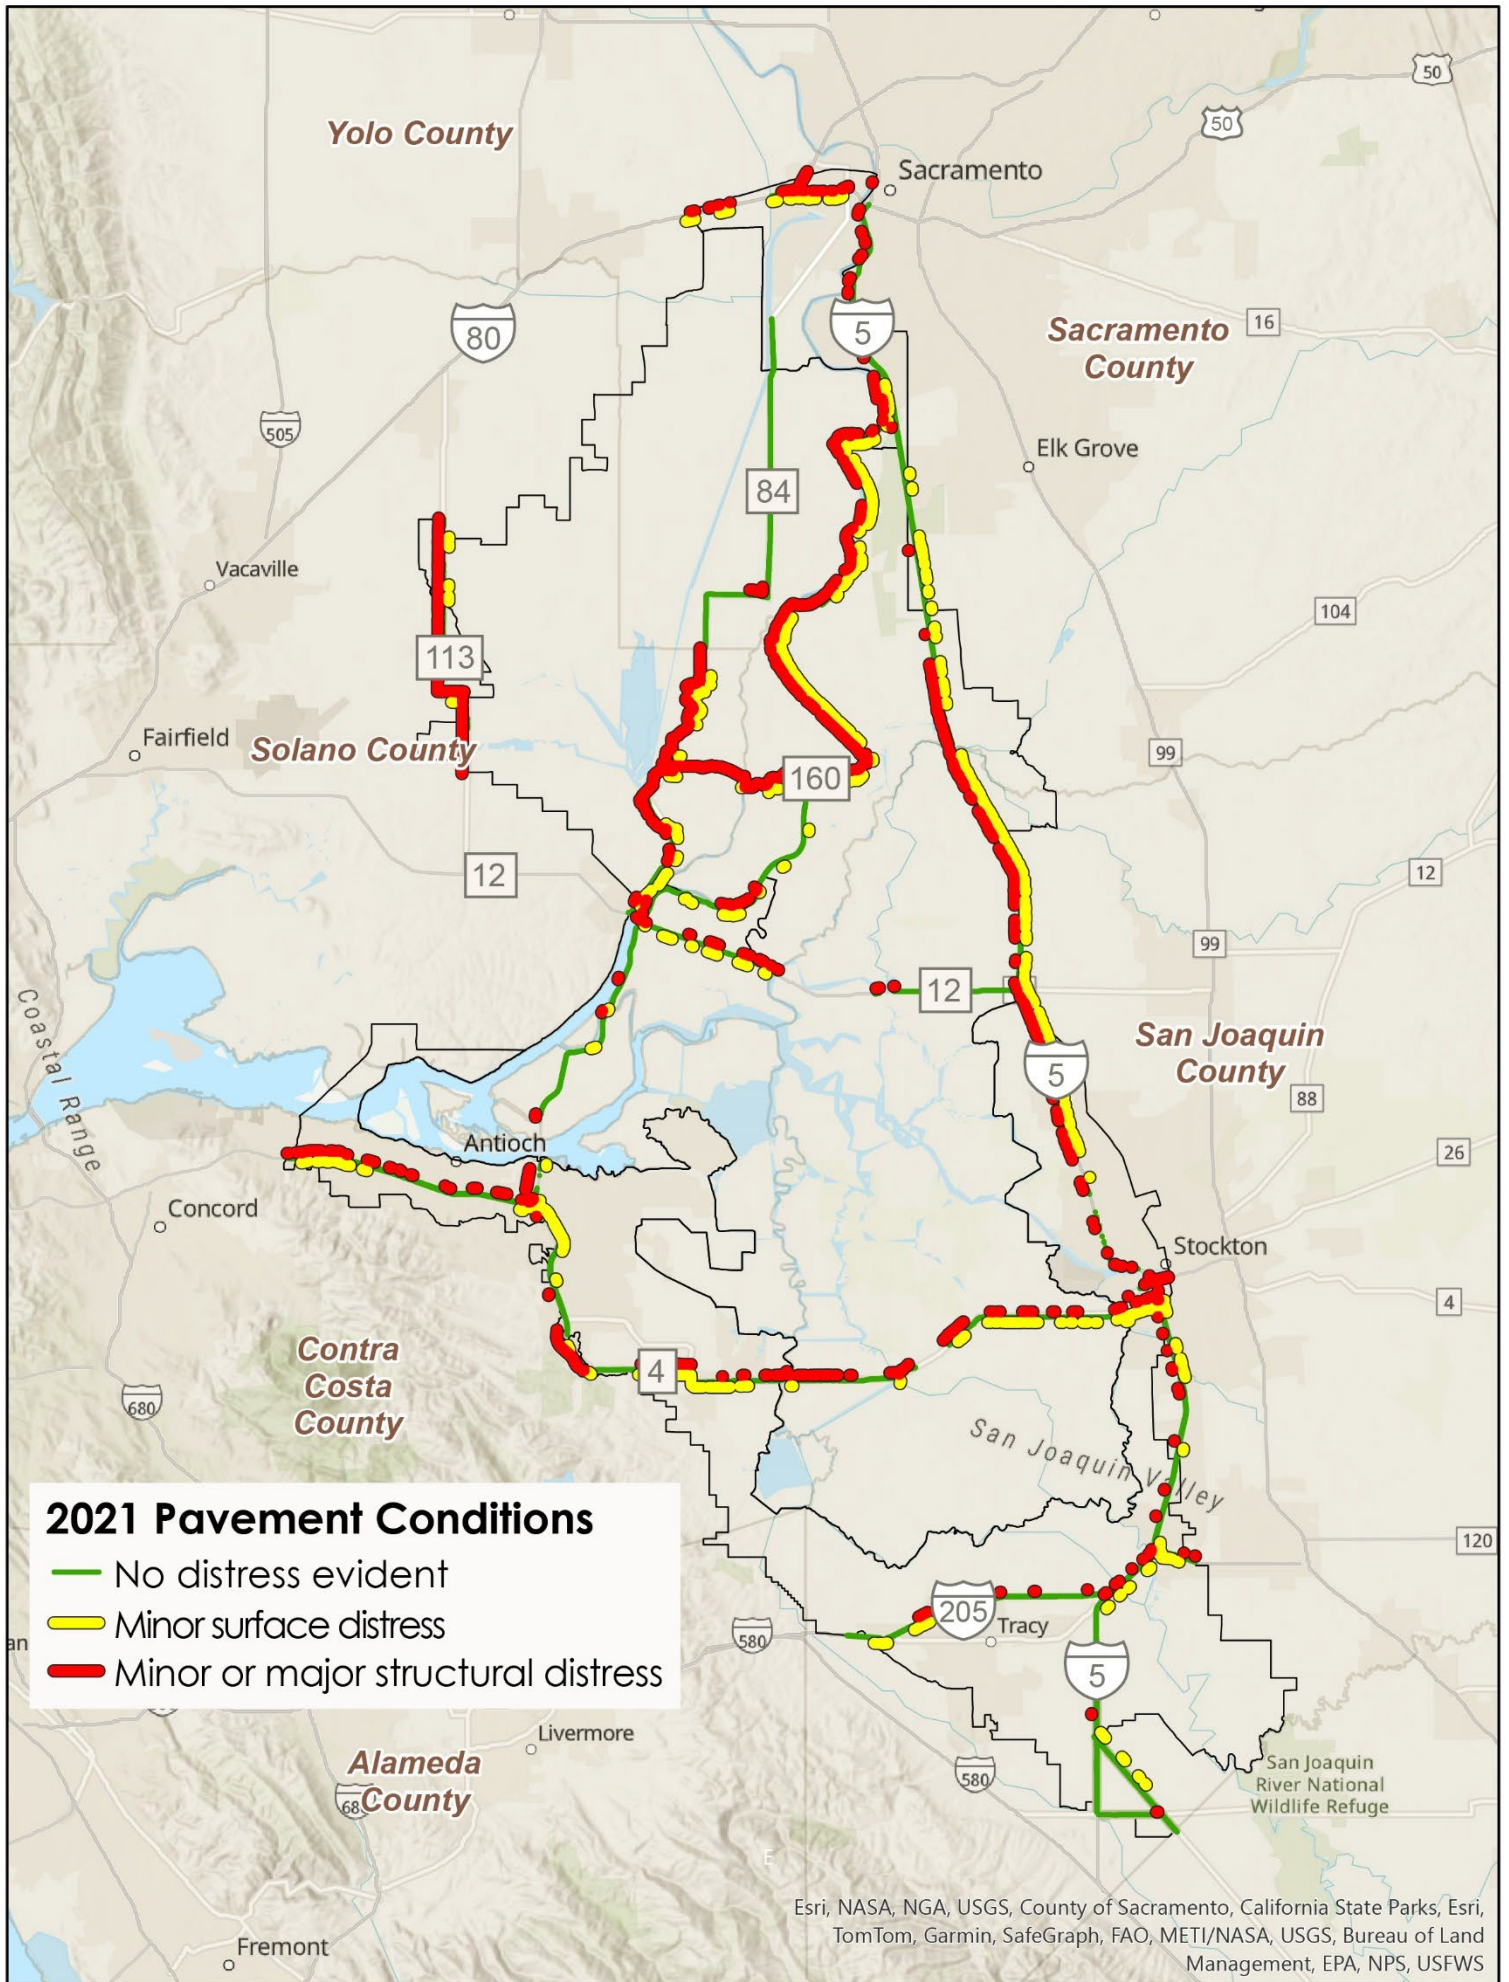 50
50
Yolo County
Sacramento
80
5
Sacramento
County
16
505
Elk Grove
84
Vacaville
104
113
Fairfield
Solano County
99
160
12
12
99
12
Coastal Range
San Joaquin
County
5
88
Antioch
26
Concord
Stockton
4
Contra
Costa
County
4
680
San Joaquin Valley
2021 Pavement Conditions
No distress evident
Minor surface distress
Minor or major structural distress
120
205
Tracy
580
an
5
Livermore
Alameda
County
68
580
San Joaquin
River National
Wildlife Refuge
E
Esri, NASA, NGA, USGS, County of Sacramento, California State Parks, Esri,
TomTom, Garmin, SafeGraph, FAO, METI/NASA, USGS, Bureau of Land
Management, EPA, NPS, USFWS
Fremont